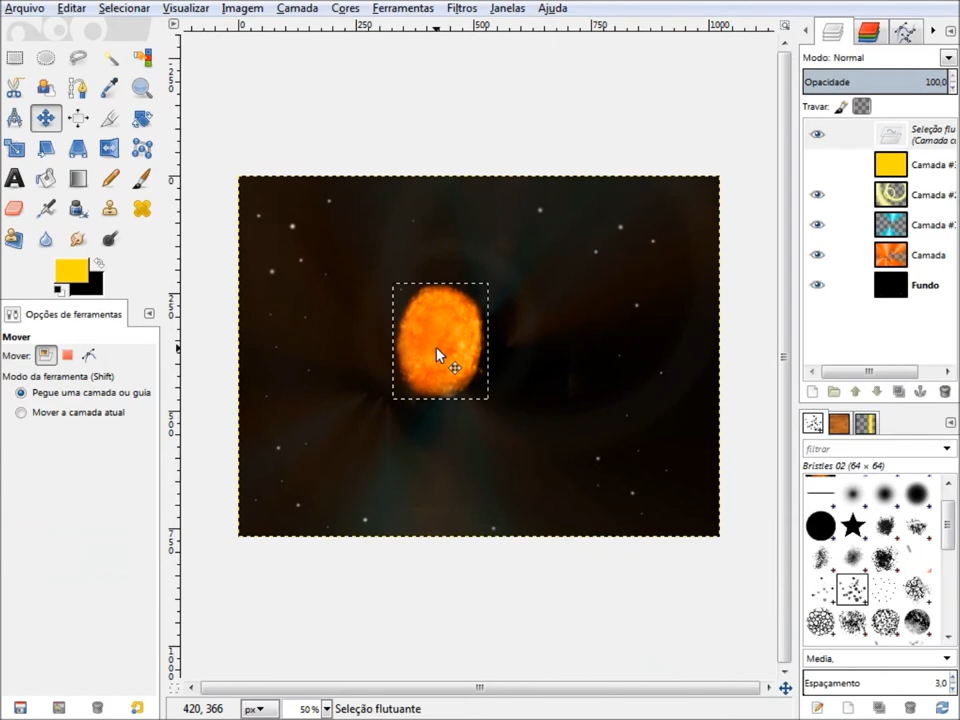 Arquivo Editar Selecionar Visualizar Imagem Camada Cores Ferramentas Filtros Janelas Ajuda
0 250 500 750 1000
Modo: Normal
Opacidade 100,0
Travar:
Seleção flu
(Camada c
Camada #
Camada #
Camada #
Camada
Fundo
Opções de ferramentas
Mover
Mover:
Modo da ferramenta (Shift)
Pegue uma camada ou guia
Mover a camada atual
filtrar
Bristles 02 (64 × 64)
Media,
Espaçamento 3,0
420, 366 px 50% Seleção flutuante